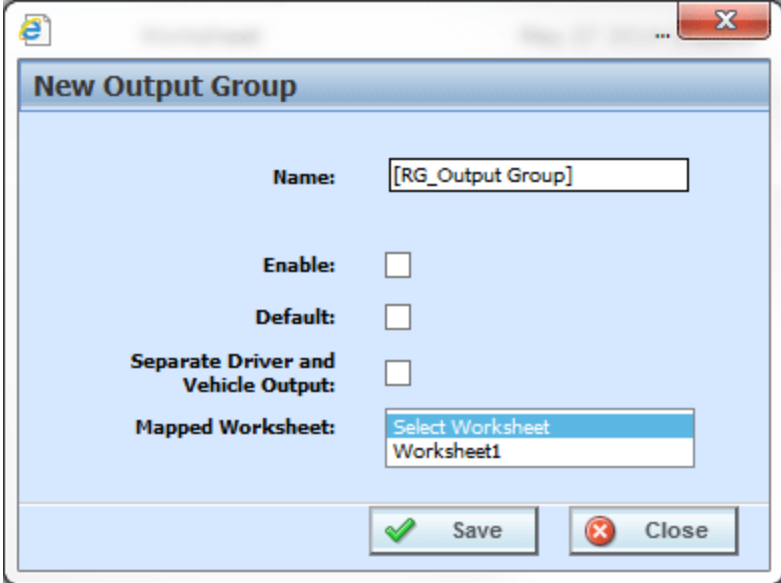 ...
New Output Group
Name: [RG_Output Group]
Enable:
Default:
Separate Driver and
Vehicle Output:
Mapped Worksheet: Select Worksheet
Worksheet1
Save Close